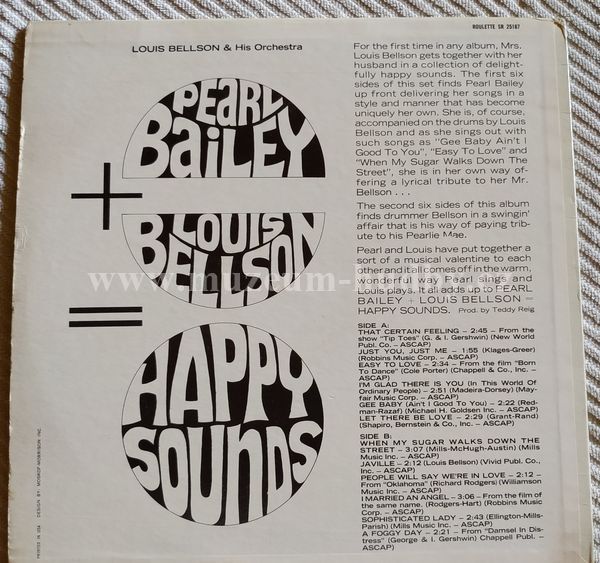 ROULETTE SR 25167
LOUIS BELLSON & His Orchestra
PEARL
BAILEY
+
LOUIS
BELLSON
=
HAPPY
SOUNDS
For the first time in any album, Mrs.
Louis Bellson gets together with her
husband in a collection of delight-
fully happy sounds. The first six
sides of this set finds Pearl Bailey
up front delivering her songs in a
style and manner that has become
uniquely her own. She is, of course,
accompanied on the drums by Louis
Bellson and as she sings out with
such songs as "Gee Baby Ain't I
Good To You", "Easy To Love" and
"When My Sugar Walks Down The
Street", she is in her own way of-
fering a lyrical tribute to her Mr.
Bellson . . .
The second six sides of this album
finds drummer Bellson in a swingin'
affair that is his way of paying trib-
ute to his Pearlie Mae.
Pearl and Louis have put together a
sort of a musical valentine to each
other and it all comes off in the warm,
wonderful way Pearl sings and
Louis plays. It all adds up to PEARL
BAILEY + LOUIS BELLSON =
HAPPY SOUNDS. Prod. by Teddy Reig
SIDE A:
THAT CERTAIN FEELING – 2:45 – From the
show "Tip Toes" (G. & I. Gershwin) (New World
Publ. Co. – ASCAP)
JUST YOU, JUST ME – 1:55 (Klages-Greer)
(Robbins Music Corp. – ASCAP)
EASY TO LOVE – 2:34 – From the film "Born
To Dance" (Cole Porter) (Chappell & Co., Inc. –
ASCAP)
I'M GLAD THERE IS YOU (In This World Of
Ordinary People) – 2:51 (Madeira-Dorsey) (May-
fair Music Corp. – ASCAP)
GEE BABY (Ain't I Good To You) – 2:22 (Red-
man-Razaf) (Michael H. Goldsen Inc. – ASCAP)
LET THERE BE LOVE – 2:29 (Grant-Rand)
(Shapiro, Bernstein & Co., Inc. – ASCAP)
SIDE B:
WHEN MY SUGAR WALKS DOWN THE
STREET – 3:07 (Mills-McHugh-Austin) (Mills
Music Inc. – ASCAP)
JAVILLE – 2:12 (Louis Bellson) (Vivid Publ. Co.,
Inc. – ASCAP)
PEOPLE WILL SAY WE'RE IN LOVE – 2:12 –
From "Oklahoma" (Richard Rodgers) (Williamson
Music Inc. – ASCAP)
I MARRIED AN ANGEL – 3:06 – From the film of
the same name. (Rodgers-Hart) (Robbins Music
Corp. – ASCAP)
SOPHISTICATED LADY – 2:43 (Ellington-Mills-
Parish) (Mills Music Inc. – ASCAP)
A FOGGY DAY – 2:21 – From "Damsel In Dis-
tress" (George & I. Gershwin) Chappell Publ. –
ASCAP)
PRINTED IN USA DESIGN BY: MOSKOF-MORRISON INC.